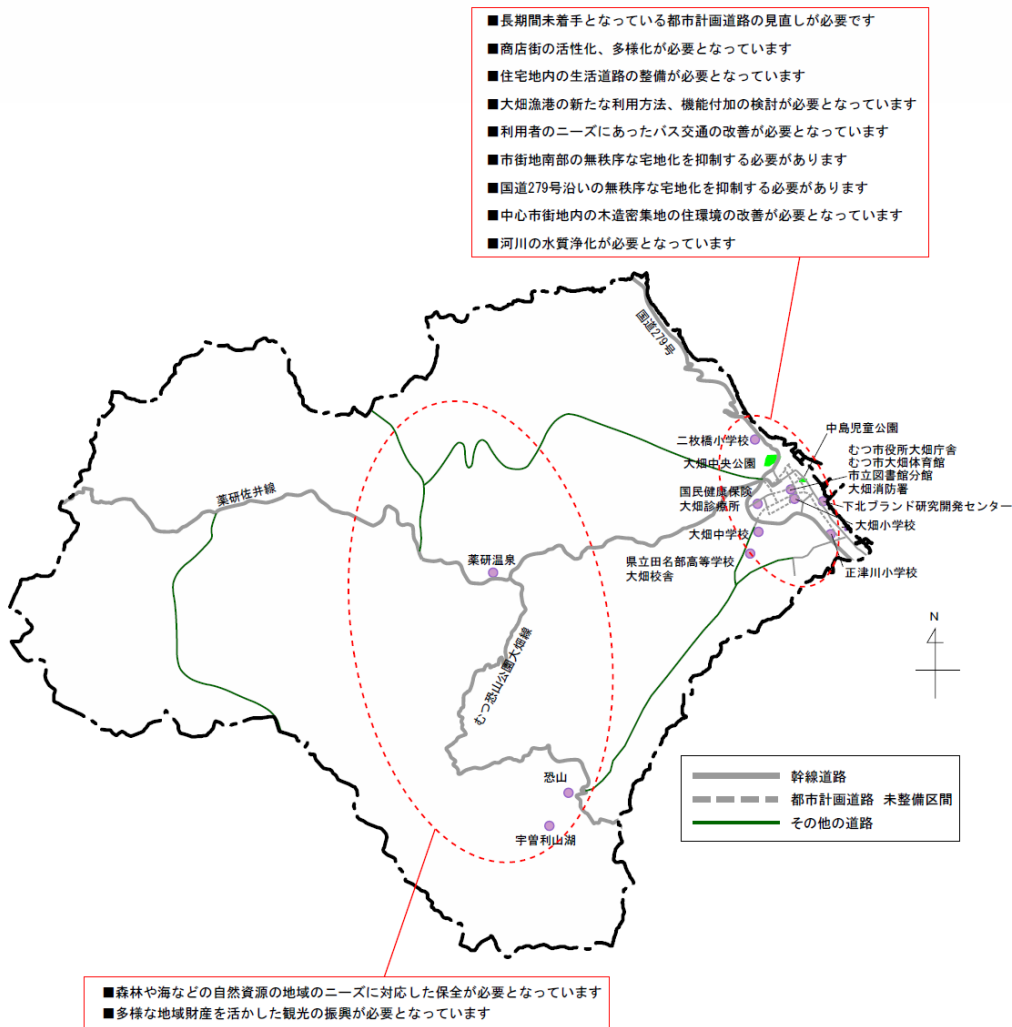 ■長期間未着手となっている都市計画道路の見直しが必要です
■商店街の活性化、多様化が必要となっています
■住宅地内の生活道路の整備が必要となっています
■大畑漁港の新たな利用方法、機能付加の検討が必要となっています
■利用者のニーズにあったバス交通の改善が必要となっています
■市街地南部の無秩序な宅地化を抑制する必要があります
■国道279号沿いの無秩序な宅地化を抑制する必要があります
■中心市街地内の木造密集地の住環境の改善が必要となっています
■河川の水質浄化が必要となっています
国道279号
中島児童公園
二枚橋小学校
むつ市役所大畑庁舎
むつ市大畑体育館
市立図書館分館
大畑消防署
大畑中央公園
国民健康保険
大畑診療所
下北ブランド研究開発センター
大畑小学校
大畑中学校
県立田名部高等学校
大畑校舎
正津川小学校
薬研佐井線
薬研温泉
むつ恐山公園大畑線
N
恐山
宇曽利山湖
幹線道路
都市計画道路 未整備区間
その他の道路
■森林や海などの自然資源の地域のニーズに対応した保全が必要となっています
■多様な地域財産を活かした観光の振興が必要となっています